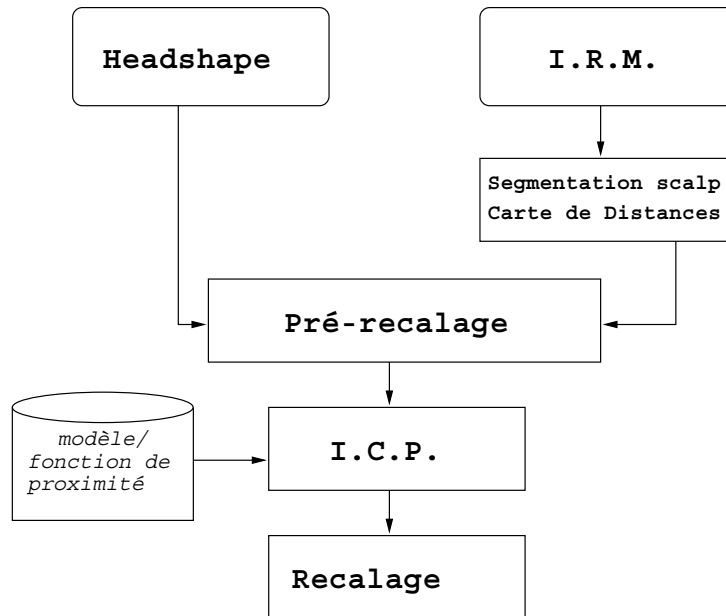 Headshape
I.R.M.
Segmentation scalp
Carte de Distances
Pré-recalage
modèle/
fonction de
proximité
I.C.P.
Recalage